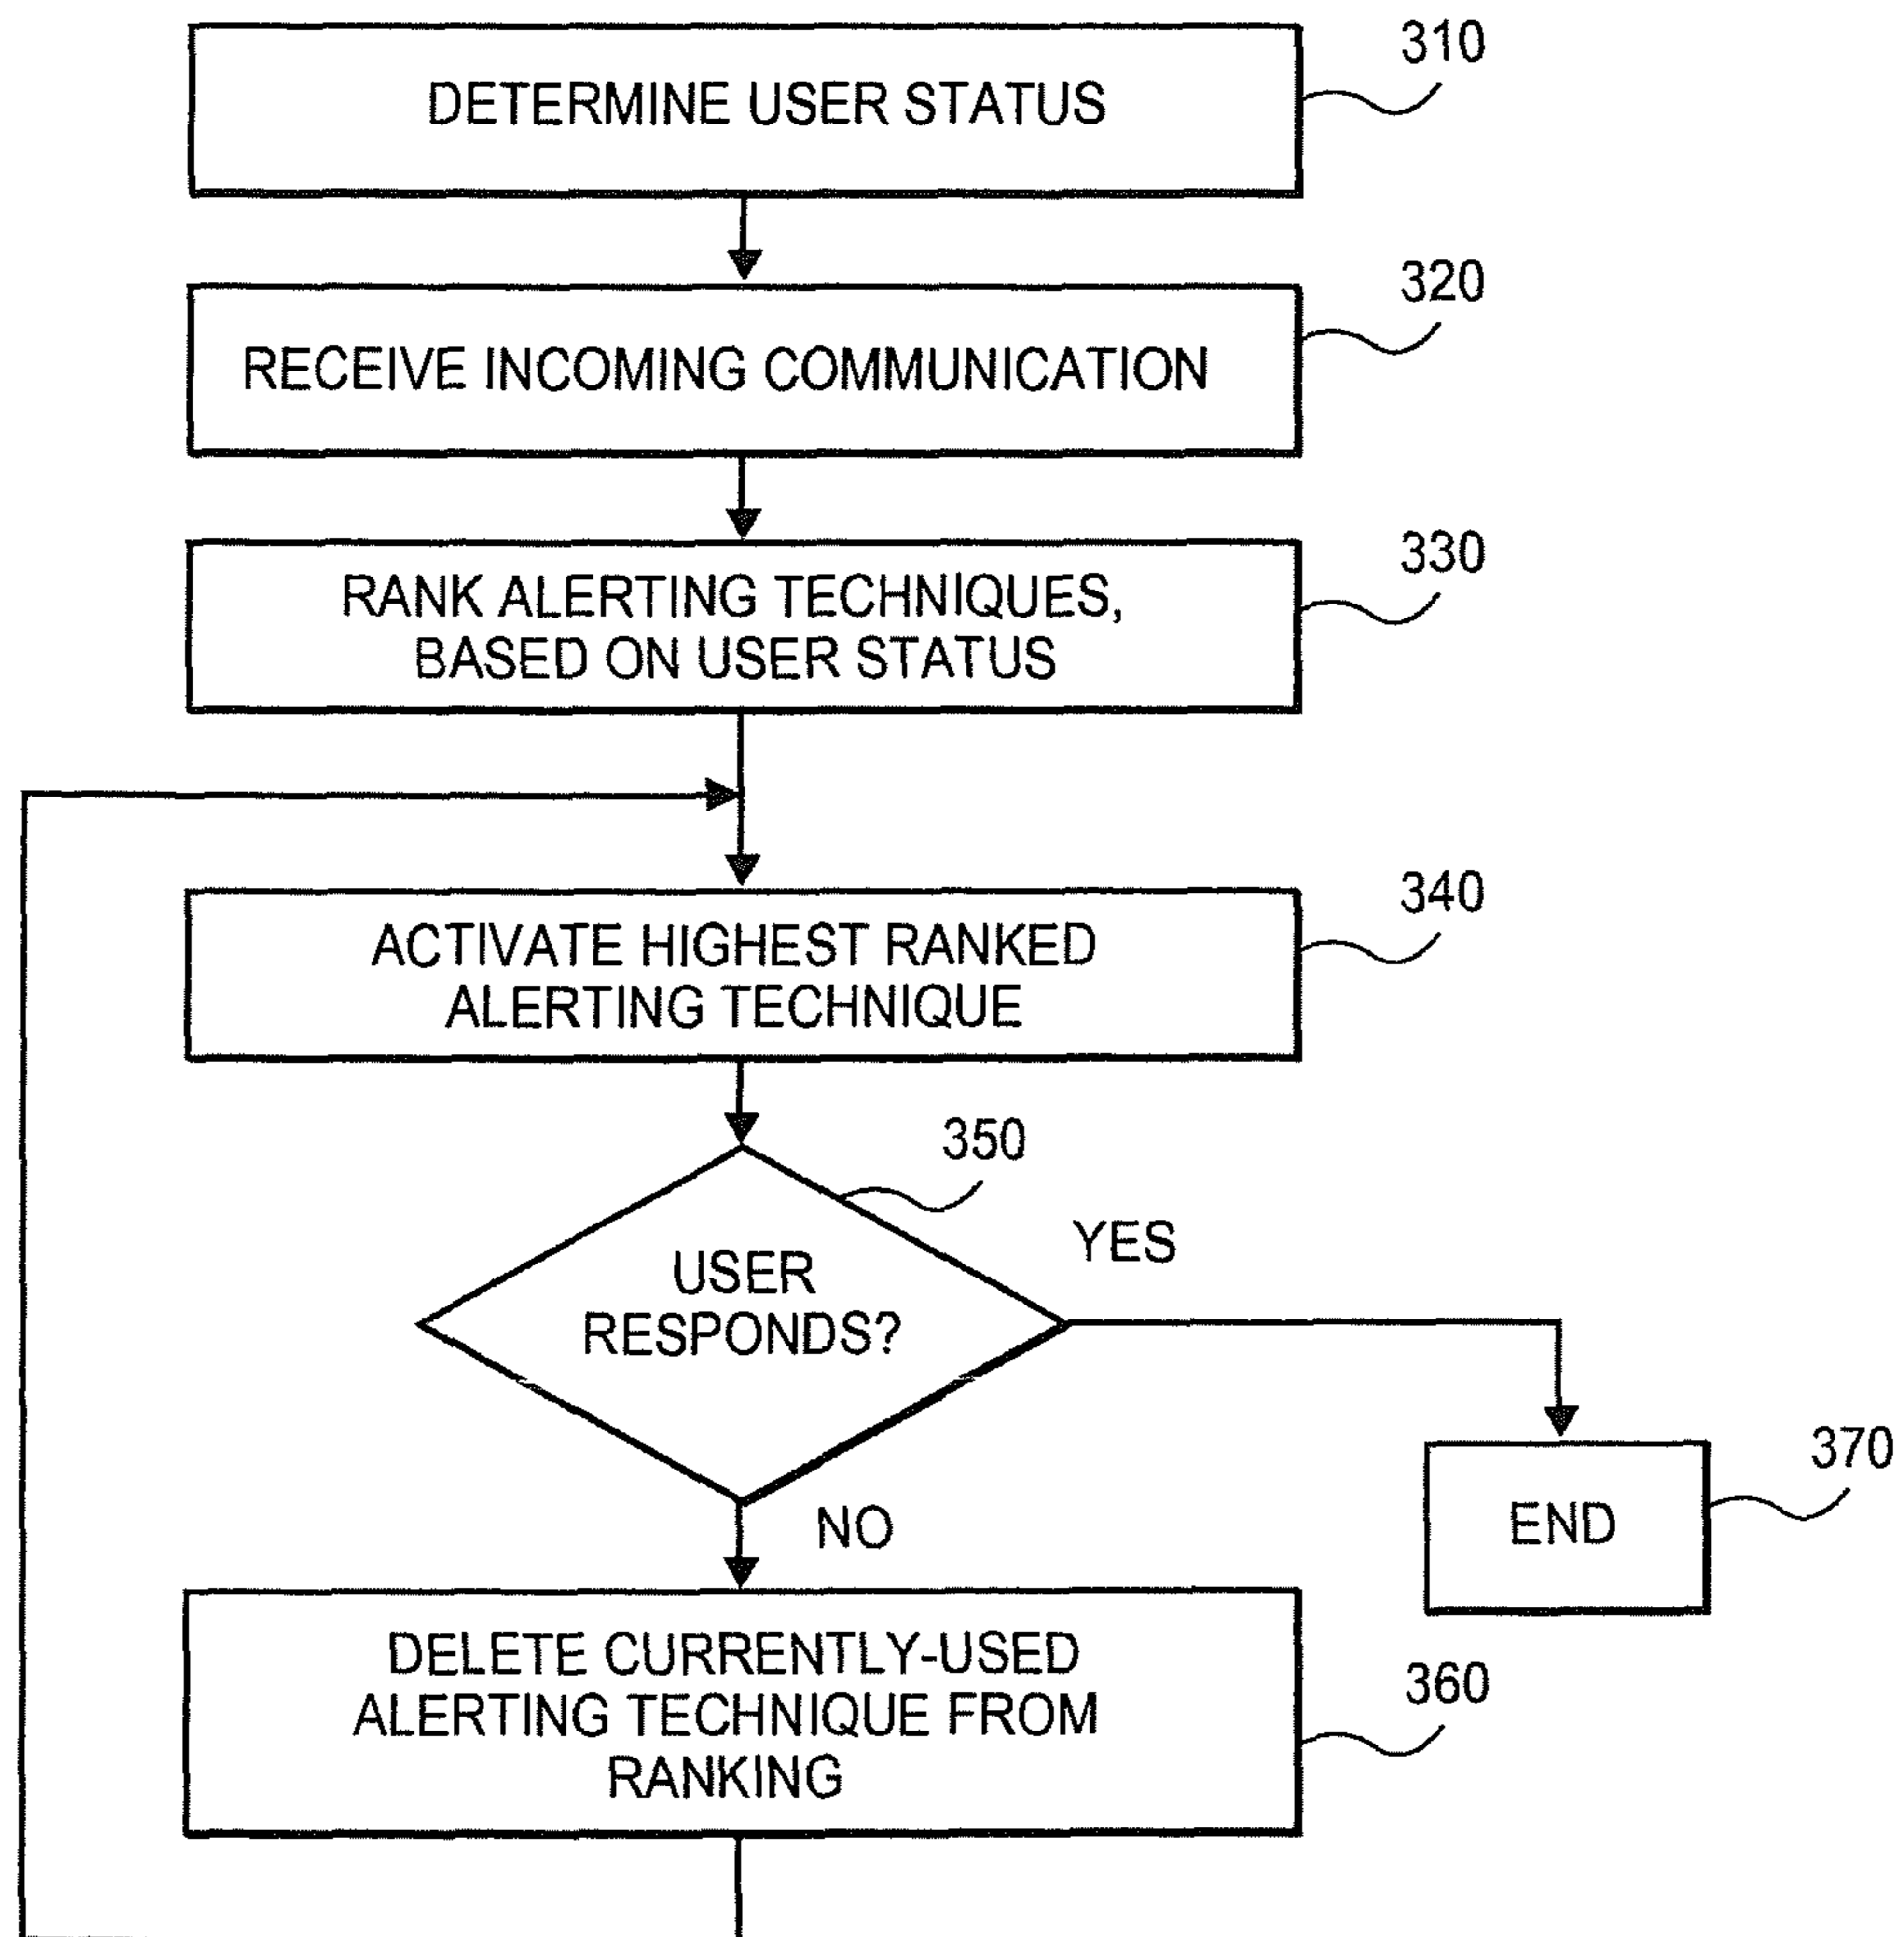 310
DETERMINE USER STATUS
320
RECEIVE INCOMING COMMUNICATION
330
RANK ALERTING TECHNIQUES,
BASED ON USER STATUS
340
ACTIVATE HIGHEST RANKED
ALERTING TECHNIQUE
350
YES
USER
RESPONDS?
370
END
NO
360
DELETE CURRENTLY-USED
ALERTING TECHNIQUE FROM
RANKING